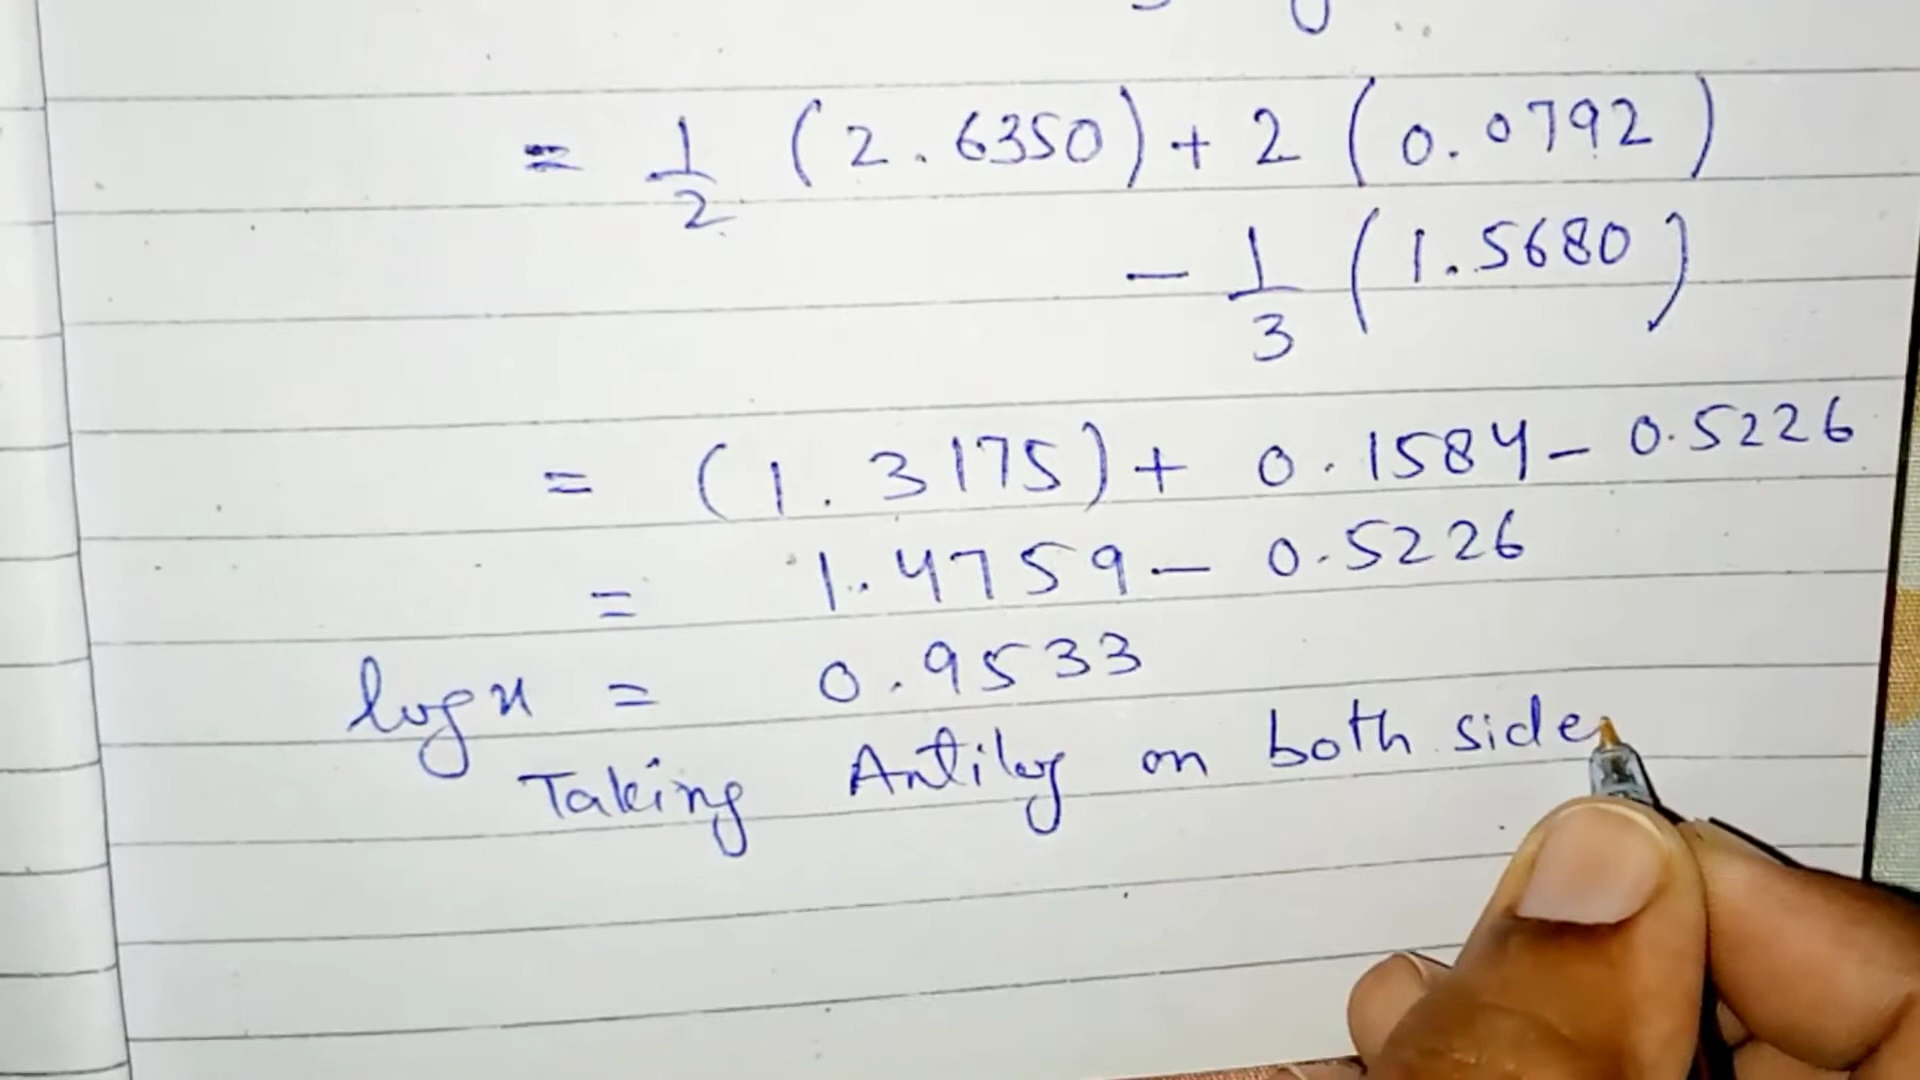 = 1/2 (2.6350) + 2 (0.0792)
- 1/3 (1.5680)
= (1.3175) + 0.1584 - 0.5226
= 1.4759 - 0.5226
log x = 0.9533
Taking Antilog on both side